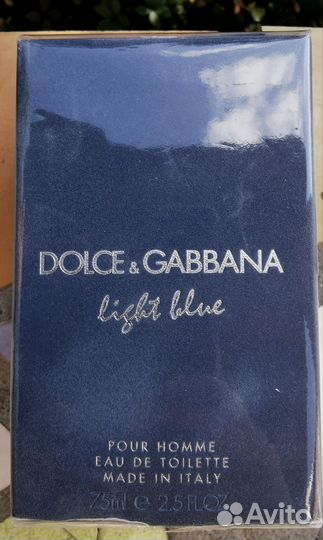 DOLCE & GABBANA
light blue
POUR HOMME
EAU DE TOILETTE
MADE IN ITALY
75ml e 2.5 FL.OZ.
Avito